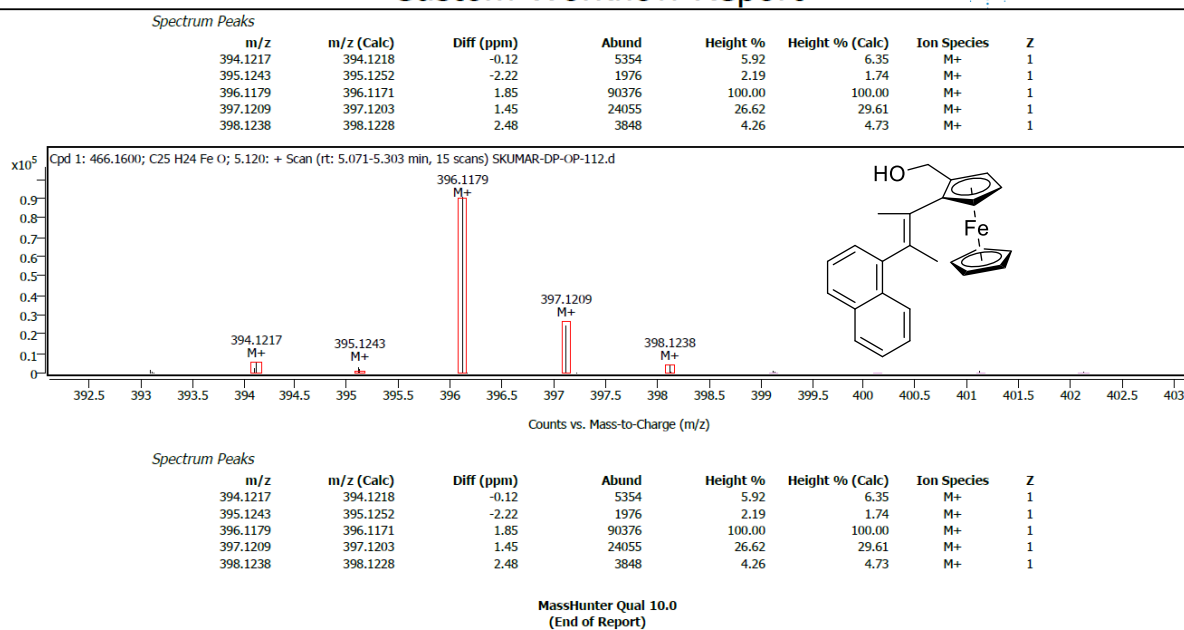 Spectrum Peaks
m/z m/z (Calc) Diff (ppm) Abund Height % Height % (Calc) Ion Species Z
394.1217 394.1218 -0.12 5354 5.92 6.35 M+ 1
395.1243 395.1252 -2.22 1976 2.19 1.74 M+ 1
396.1179 396.1171 1.85 90376 100.00 100.00 M+ 1
397.1209 397.1203 1.45 24055 26.62 29.61 M+ 1
398.1238 398.1228 2.48 3848 4.26 4.73 M+ 1
x10⁵ Cpd 1: 466.1600; C25 H24 Fe O; 5.120: + Scan (rt: 5.071-5.303 min, 15 scans) SKUMAR-DP-OP-112.d
396.1179
M+
HO
Fe
0.9
0.8
0.7
0.6
0.5
0.4
0.3
0.2
0.1
0
397.1209
M+
394.1217
M+
395.1243
M+
398.1238
M+
392.5 393 393.5 394 394.5 395 395.5 396 396.5 397 397.5 398 398.5 399 399.5 400 400.5 401 401.5 402 402.5 403
Counts vs. Mass-to-Charge (m/z)
Spectrum Peaks
m/z m/z (Calc) Diff (ppm) Abund Height % Height % (Calc) Ion Species Z
394.1217 394.1218 -0.12 5354 5.92 6.35 M+ 1
395.1243 395.1252 -2.22 1976 2.19 1.74 M+ 1
396.1179 396.1171 1.85 90376 100.00 100.00 M+ 1
397.1209 397.1203 1.45 24055 26.62 29.61 M+ 1
398.1238 398.1228 2.48 3848 4.26 4.73 M+ 1
MassHunter Qual 10.0
(End of Report)